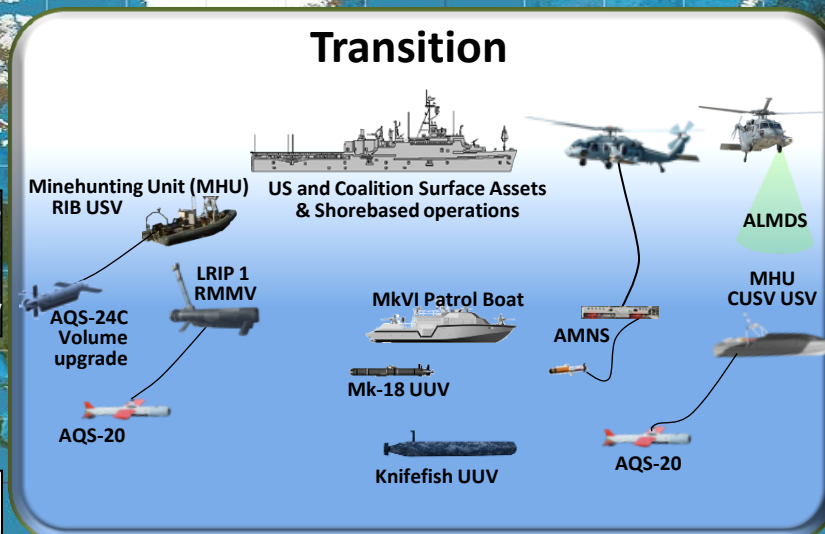 Transition
Minehunting Unit (MHU)
RIB USV
US and Coalition Surface Assets
& Shorebased operations
ALMDS
LRIP 1
RMMV
MHU
CUSV USV
AQS-24C
Volume
upgrade
MkVI Patrol Boat
AMNS
Mk-18 UUV
AQS-20
Knifefish UUV
AQS-20